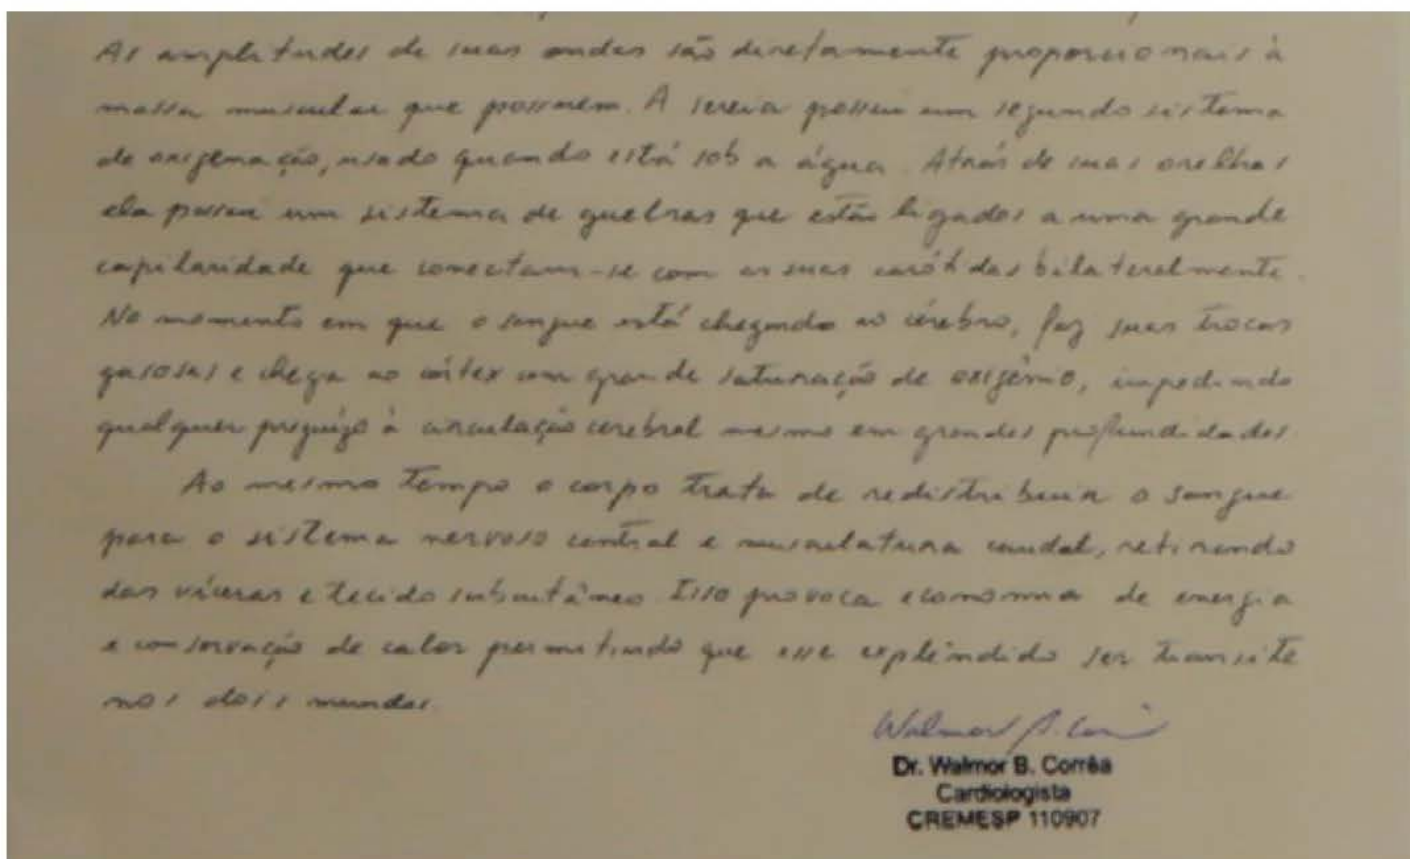 As amplitudes de suas ondas são diretamente proporcionais à
massa muscular que possuem. A sereia possui um segundo sistema
de oxigenação, usado quando está sob a água. Atrás de suas orelhas
ela possui um sistema de guelras que estão ligados a uma grande
capilaridade que conectam-se com as suas carótidas bilateralmente.
No momento em que o sangue está chegando ao cérebro, faz suas trocas
gasosas e chega ao córtex com grande saturação de oxigênio, impedindo
qualquer prejuízo à circulação cerebral mesmo em grandes profundidades.
Ao mesmo tempo o corpo trata de redistribuir o sangue
para o sistema nervoso central e musculatura caudal, retirando
das víceras e tecido subcutâneo. Isso provoca economia de energia
e conservação de calor permitindo que esse explêndido ser transite
nos dois mundos.
Walmor B. Corrêa
Dr. Walmor B. Corrêa
Cardiologista
CREMESP 110907